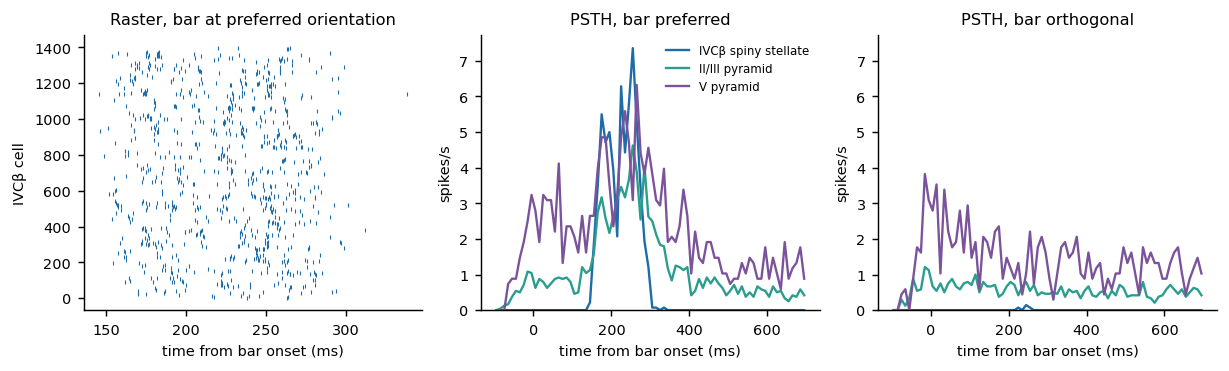 Raster, bar at preferred orientation
IVCβ cell
1400
1200
1000
800
600
400
200
0
150 200 250 300
time from bar onset (ms)
PSTH, bar preferred
spikes/s
7
6
5
4
3
2
1
0
IVCβ spiny stellate
II/III pyramid
V pyramid
0 200 400 600
time from bar onset (ms)
PSTH, bar orthogonal
spikes/s
7
6
5
4
3
2
1
0
0 200 400 600
time from bar onset (ms)